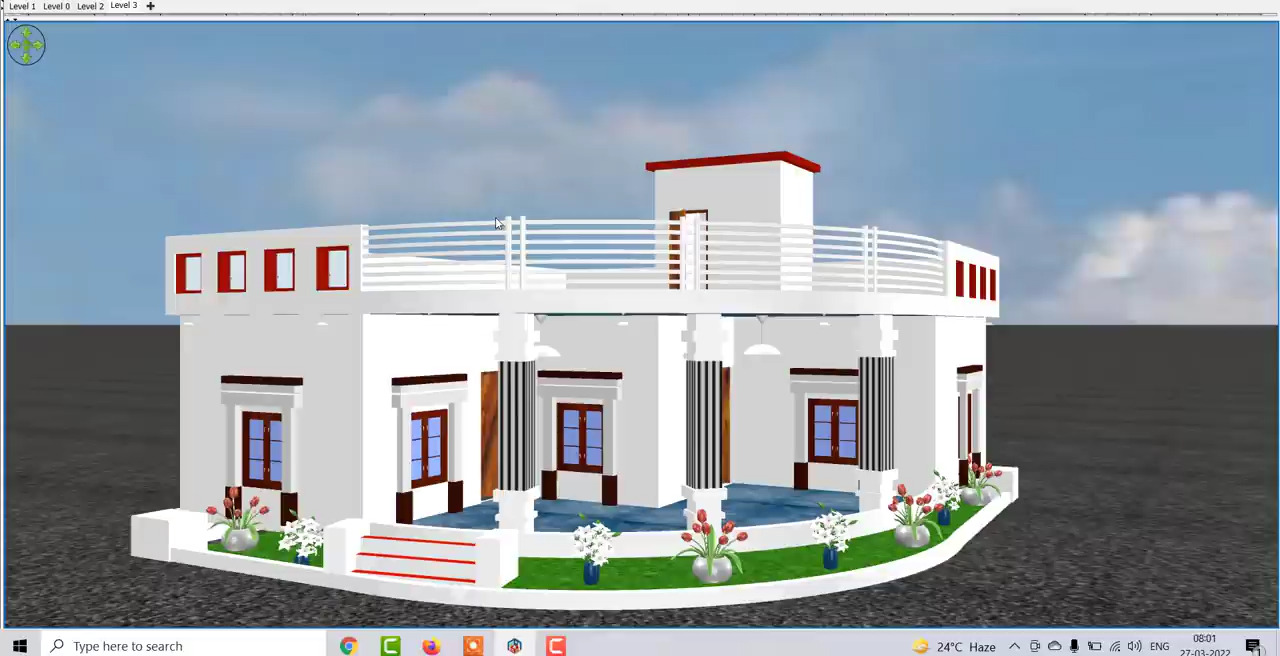 Level 1 Level 0 Level 2 Level 3
Type here to search
24°C Haze
ENG
08:01
27-03-2022
1